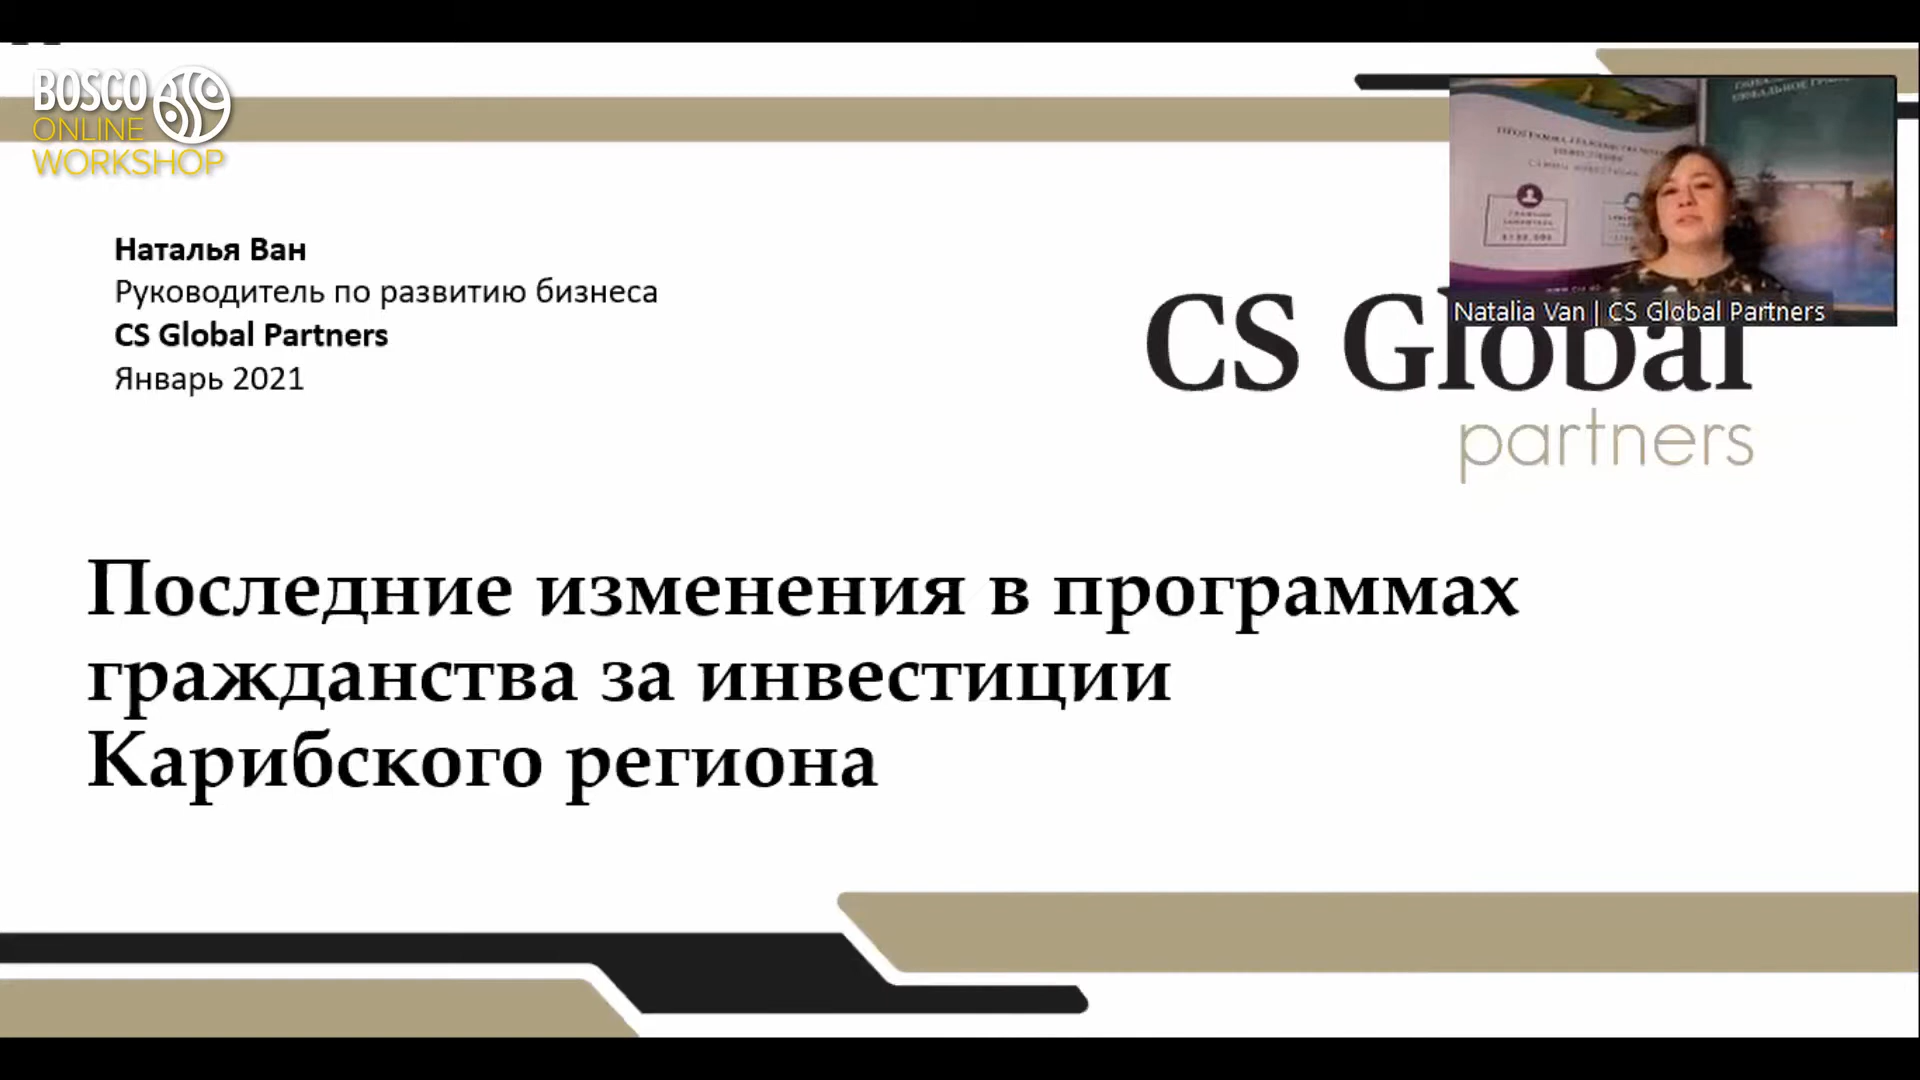 BOSCO
ONLINE
WORKSHOP
Наталья Ван
Руководитель по развитию бизнеса
CS Global Partners
Январь 2021
Natalia Van | CS Global Partners
CS Global
partners
Последние изменения в программах
гражданства за инвестиции
Карибского региона